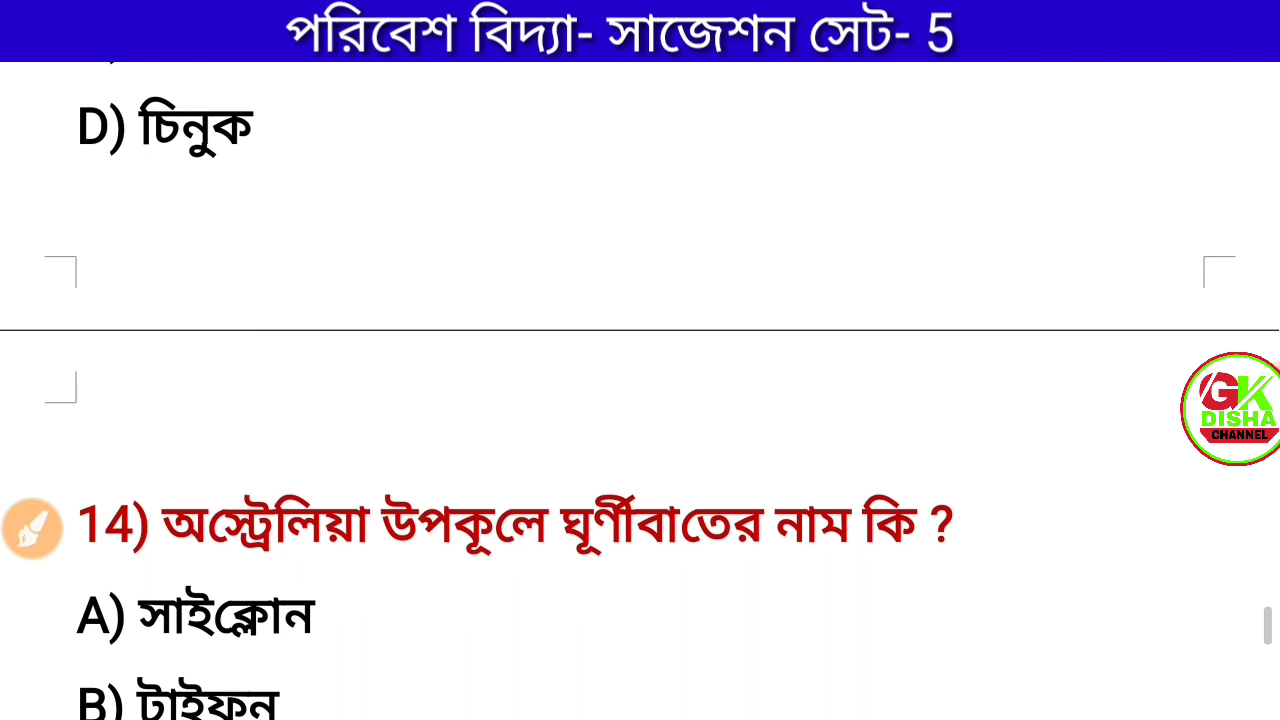 পরিবেশ বিদ্যা- সাজেশন সেট- 5
D) চিনুক
GK
DISHA
CHANNEL
14) অস্ট্রেলিয়া উপকূলে ঘূর্ণীবাতের নাম কি ?
A) সাইক্লোন
B) টাইফুন